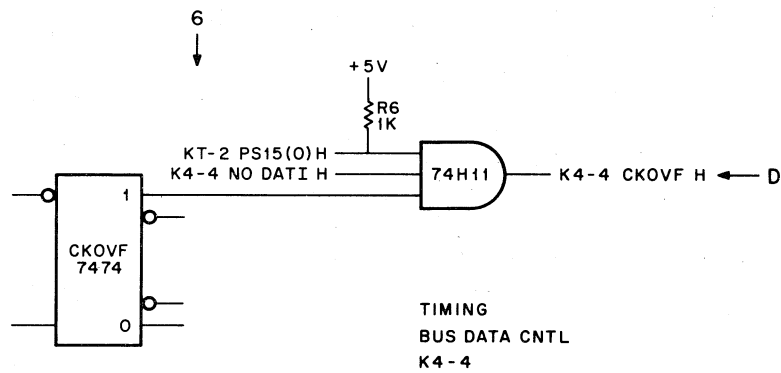 6
+5V
R6
1K
KT-2 PS15(0)H
K4-4 NO DATI H
74H11
K4-4 CKOVF H
D
1
CKOVF
7474
0
TIMING
BUS DATA CNTL
K4-4